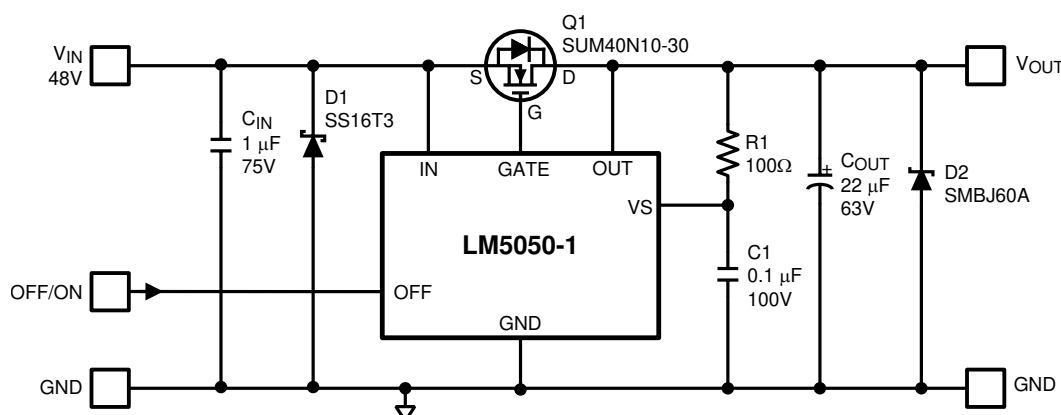 Q1
SUM40N10-30
VIN
48V
S
D
G
VOUT
D1
SS16T3
CIN
1 μF
75V
IN
GATE
OUT
R1
100Ω
COUT
22 μF
63V
+
D2
SMBJ60A
VS
LM5050-1
C1
0.1 μF
100V
OFF/ON
OFF
GND
GND
GND